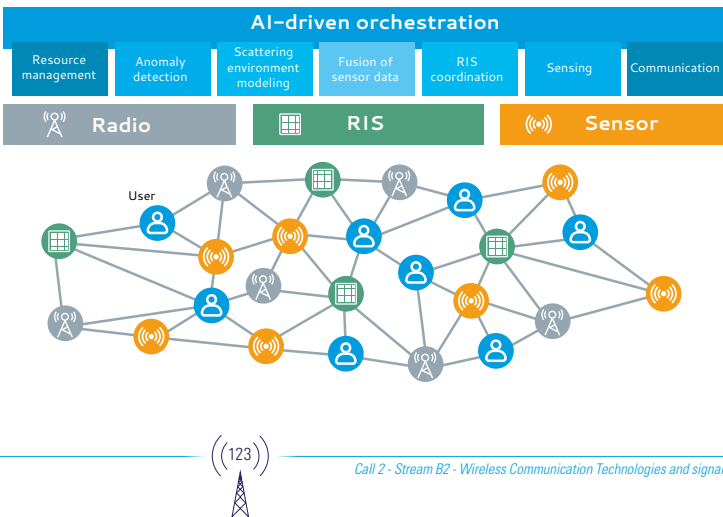 AI-driven orchestration
Resource
management
Anomaly
detection
Scattering
environment
modeling
Fusion of
sensor data
RIS
coordination
Sensing
Communication
Radio
RIS
Sensor
User
123
Call 2 - Stream B2 - Wireless Communication Technologies and signal